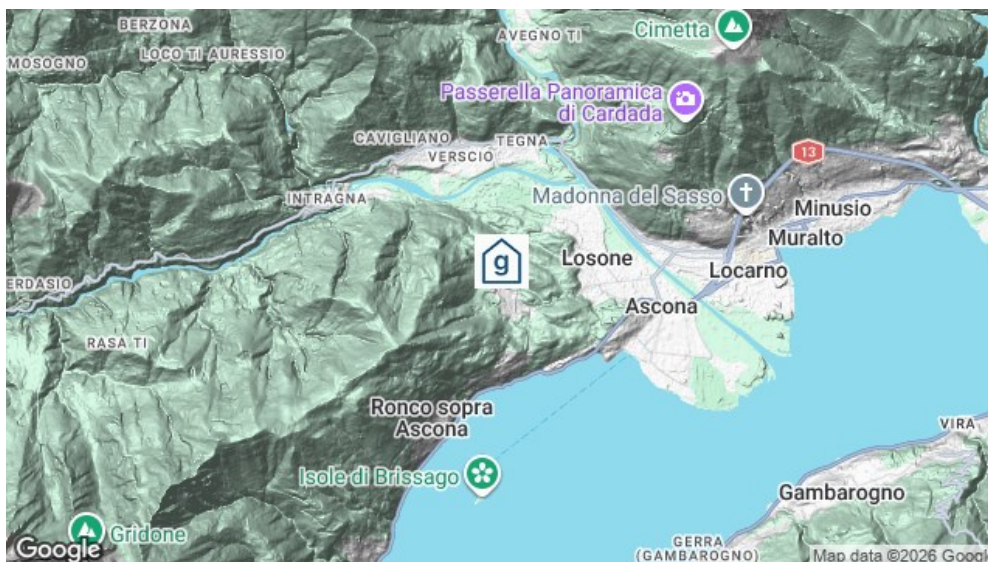 BERZONA
Cimetta
AVEGNO TI
LOCO TI AURESSIO
MOSOGNO
Passerella Panoramica
di Cardada
13
CAVIGLIANO
TEGNA
VERSCIO
INTRAGNA
Madonna del Sasso
Minusio
Muralto
g
Losone
Locarno
ERDASIO
Ascona
RASA TI
Ronco sopra
Ascona
VIRA
Isole di Brissago
Gambarogno
Gridone
GERRA
(GAMBAROGNO)
Google
Map data ©2026 Google